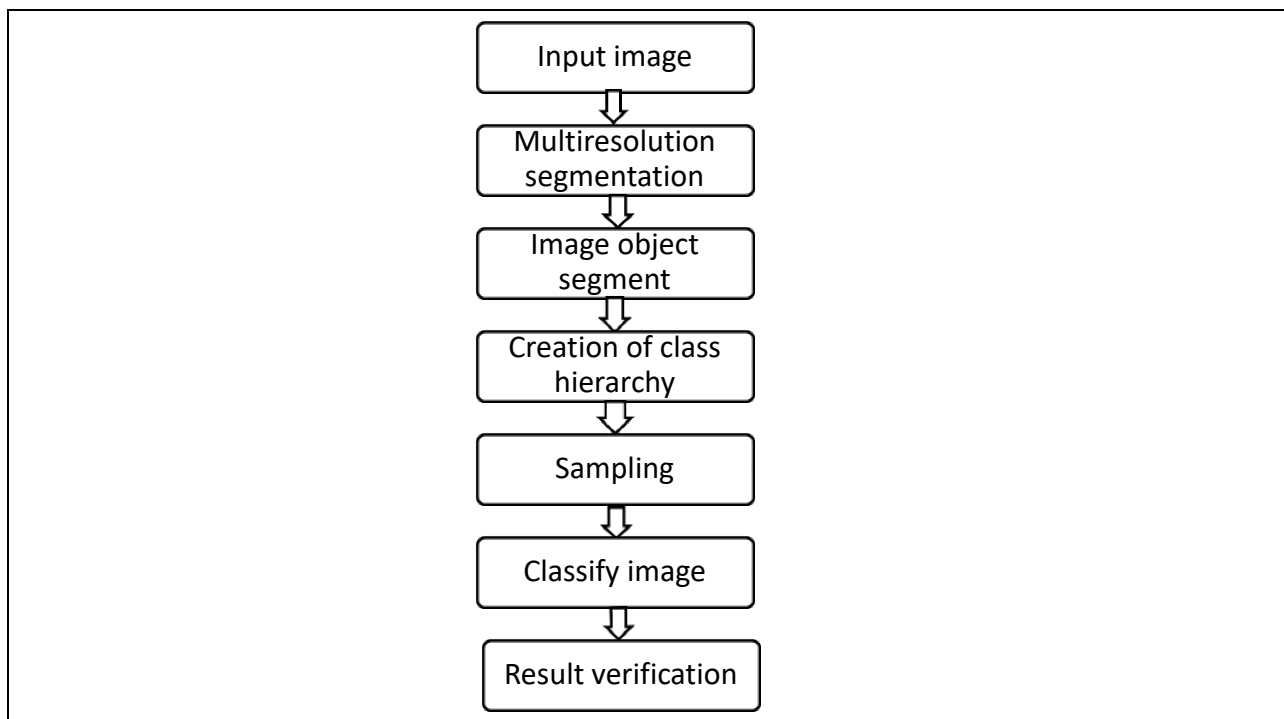 Input image
Multiresolution
segmentation
Image object
segment
Creation of class
hierarchy
Sampling
Classify image
Result verification